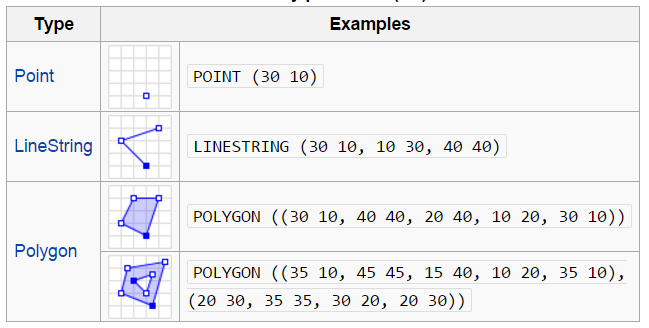 Type Examples
Point POINT (30 10)
LineString LINESTRING (30 10, 10 30, 40 40)
POLYGON ((30 10, 40 40, 20 40, 10 20, 30 10))
Polygon
POLYGON ((35 10, 45 45, 15 40, 10 20, 35 10),
(20 30, 35 35, 30 20, 20 30))